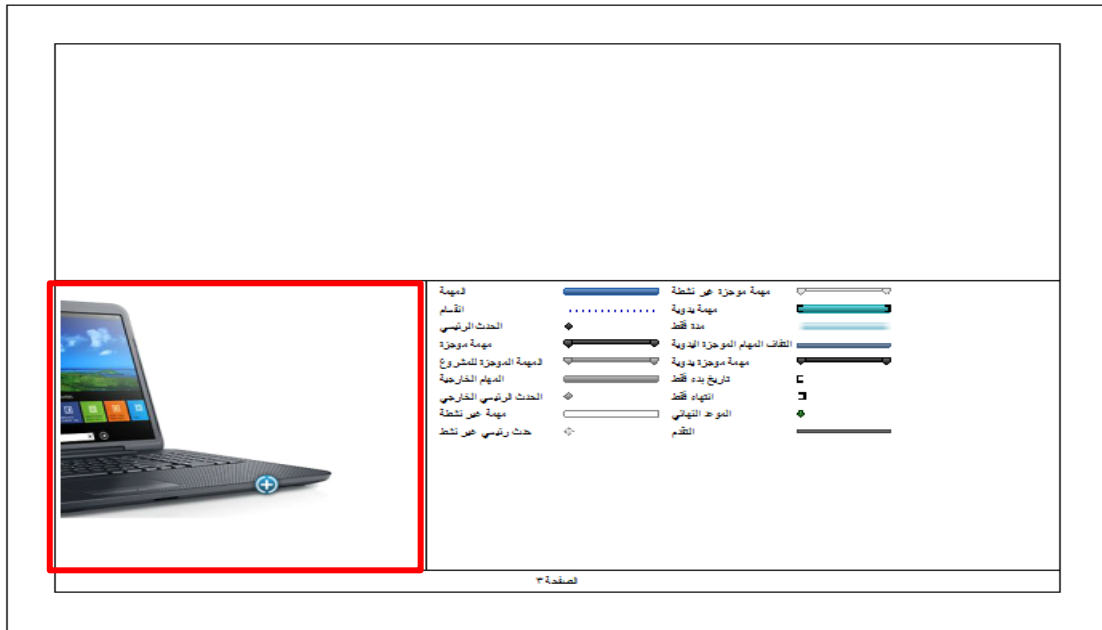 المهمة
انقسام
الحدث الرئيسي
مهمة موجزة
المهمة الموجزة للمشروع
المهام الخارجية
الحدث الرئيسي الخارجي
مهمة غير نشطة
حدث رئيسي غير نشط
مهمة موجزة غير نشطة
مهمة يدوية
مدة فقط
التفاف المهام الموجزة اليدوية
مهمة موجزة يدوية
تاريخ بدء فقط
انتهاء فقط
الموعد النهائي
التقدم
الصفحة ٣